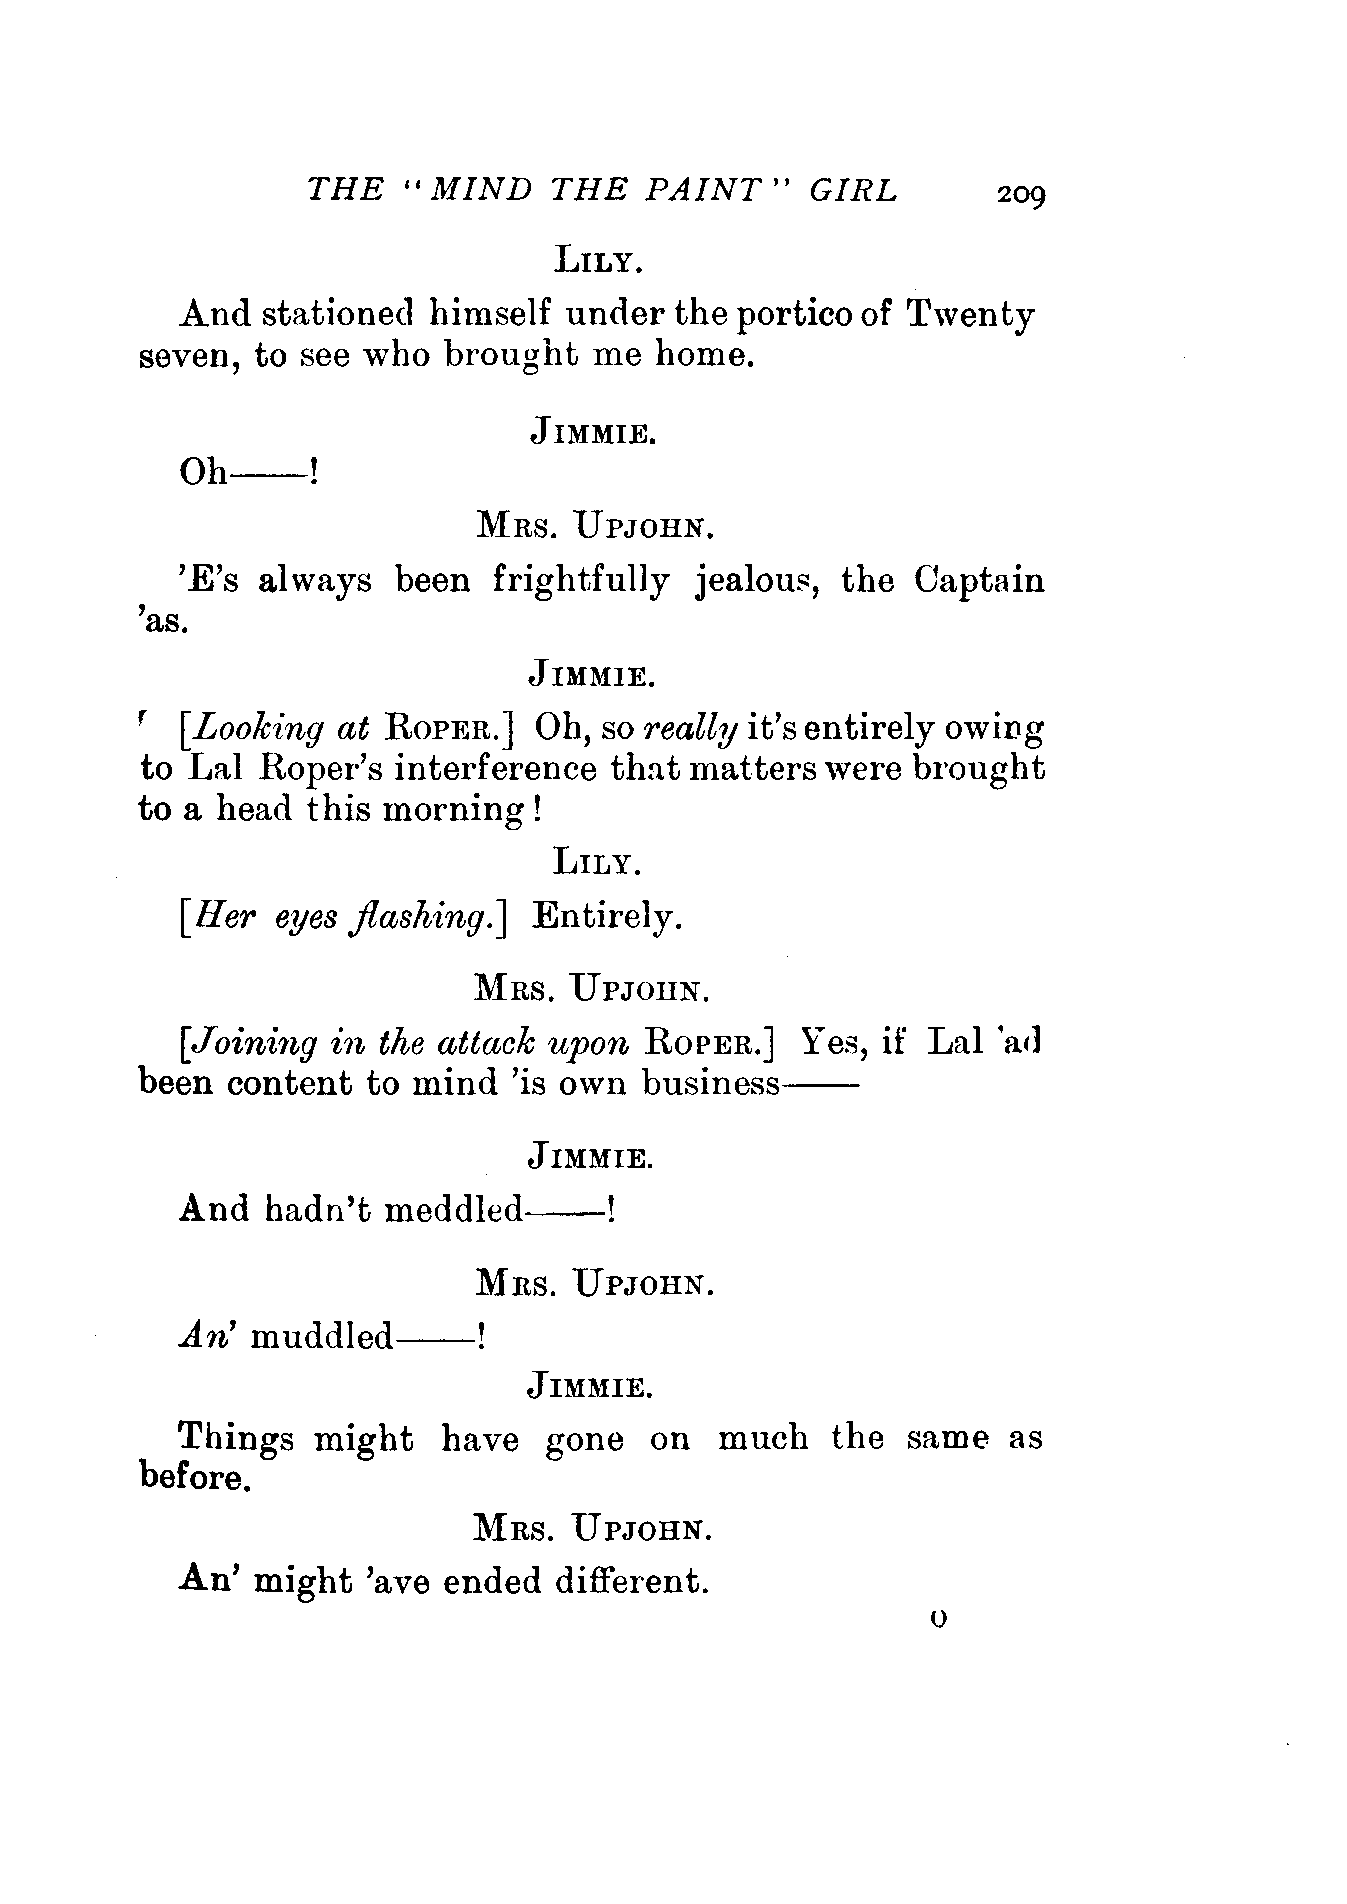 THE "MIND THE PAINT" GIRL 209
LILY.
And stationed himself under the portico of Twenty
seven, to see who brought me home.
JIMMIE.
Oh——!
MRS. UPJOHN.
'E's always been frightfully jealous, the Captain
'as.
JIMMIE.
[Looking at ROPER.] Oh, so really it's entirely owing
to Lal Roper's interference that matters were brought
to a head this morning!
LILY.
[Her eyes flashing.] Entirely.
MRS. UPJOHN.
[Joining in the attack upon ROPER.] Yes, if Lal 'ad
been content to mind 'is own business——
JIMMIE.
And hadn't meddled——!
MRS. UPJOHN.
An' muddled——!
JIMMIE.
Things might have gone on much the same as
before.
MRS. UPJOHN.
An' might 'ave ended different.
O